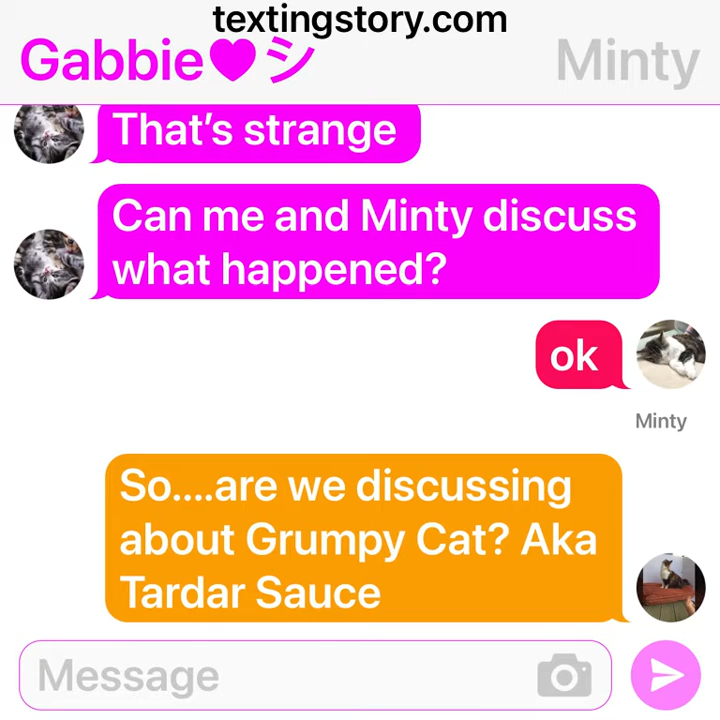 textingstory.com
Gabbie♥シ
Minty
That's strange
Can me and Minty discuss
what happened?
ok
Minty
So....are we discussing
about Grumpy Cat? Aka
Tardar Sauce
Message